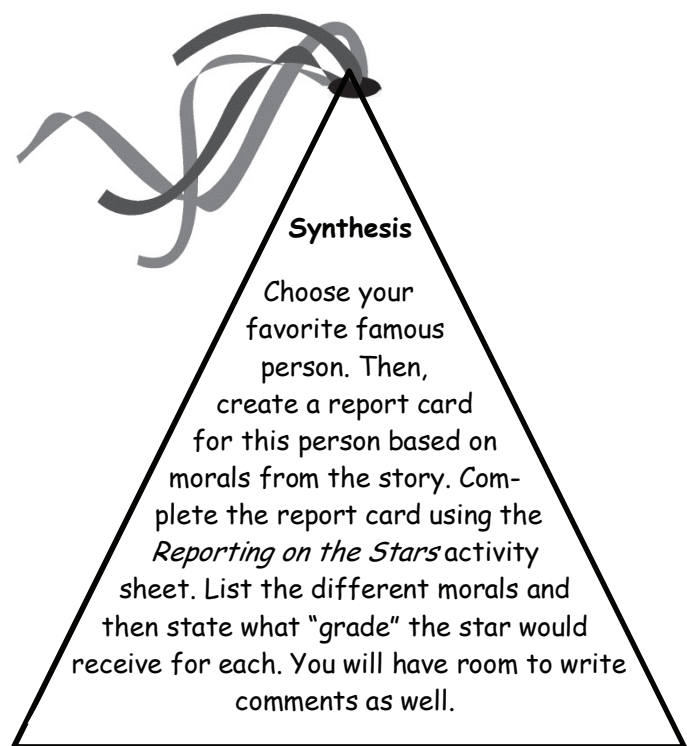 Synthesis
Choose your
favorite famous
person. Then,
create a report card
for this person based on
morals from the story. Com-
plete the report card using the
Reporting on the Stars activity
sheet. List the different morals and
then state what “grade” the star would
receive for each. You will have room to write
comments as well.